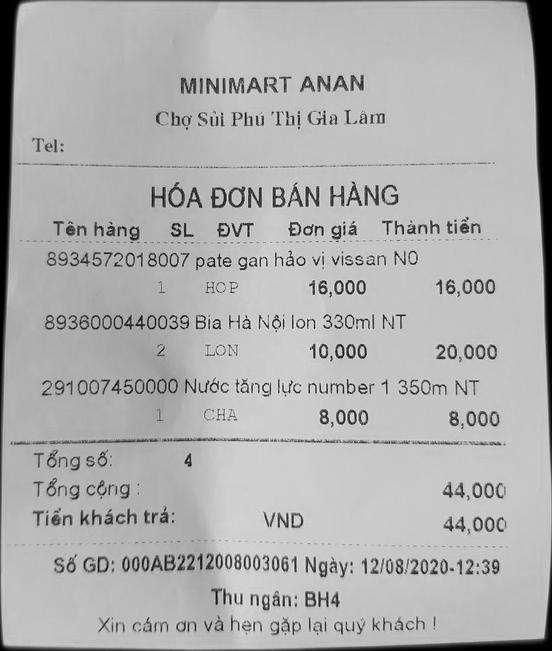 MINIMART ANAN
Chợ Sủi Phú Thị Gia Lâm
Tel:
HÓA ĐƠN BÁN HÀNG
Tên hàng SL ĐVT Đơn giá Thành tiền
8934572018007 pate gan hảo vị vissan N0
1 HOP 16,000 16,000
8936000440039 Bia Hà Nội lon 330ml NT
2 LON 10,000 20,000
291007450000 Nước tăng lực number 1 350m NT
1 CHA 8,000 8,000
Tổng số: 4
Tổng cộng : 44,000
Tiền khách trả: VND 44,000
Số GD: 000AB2212008003061 Ngày: 12/08/2020-12:39
Thu ngân: BH4
Xin cám ơn và hẹn gặp lại quý khách !